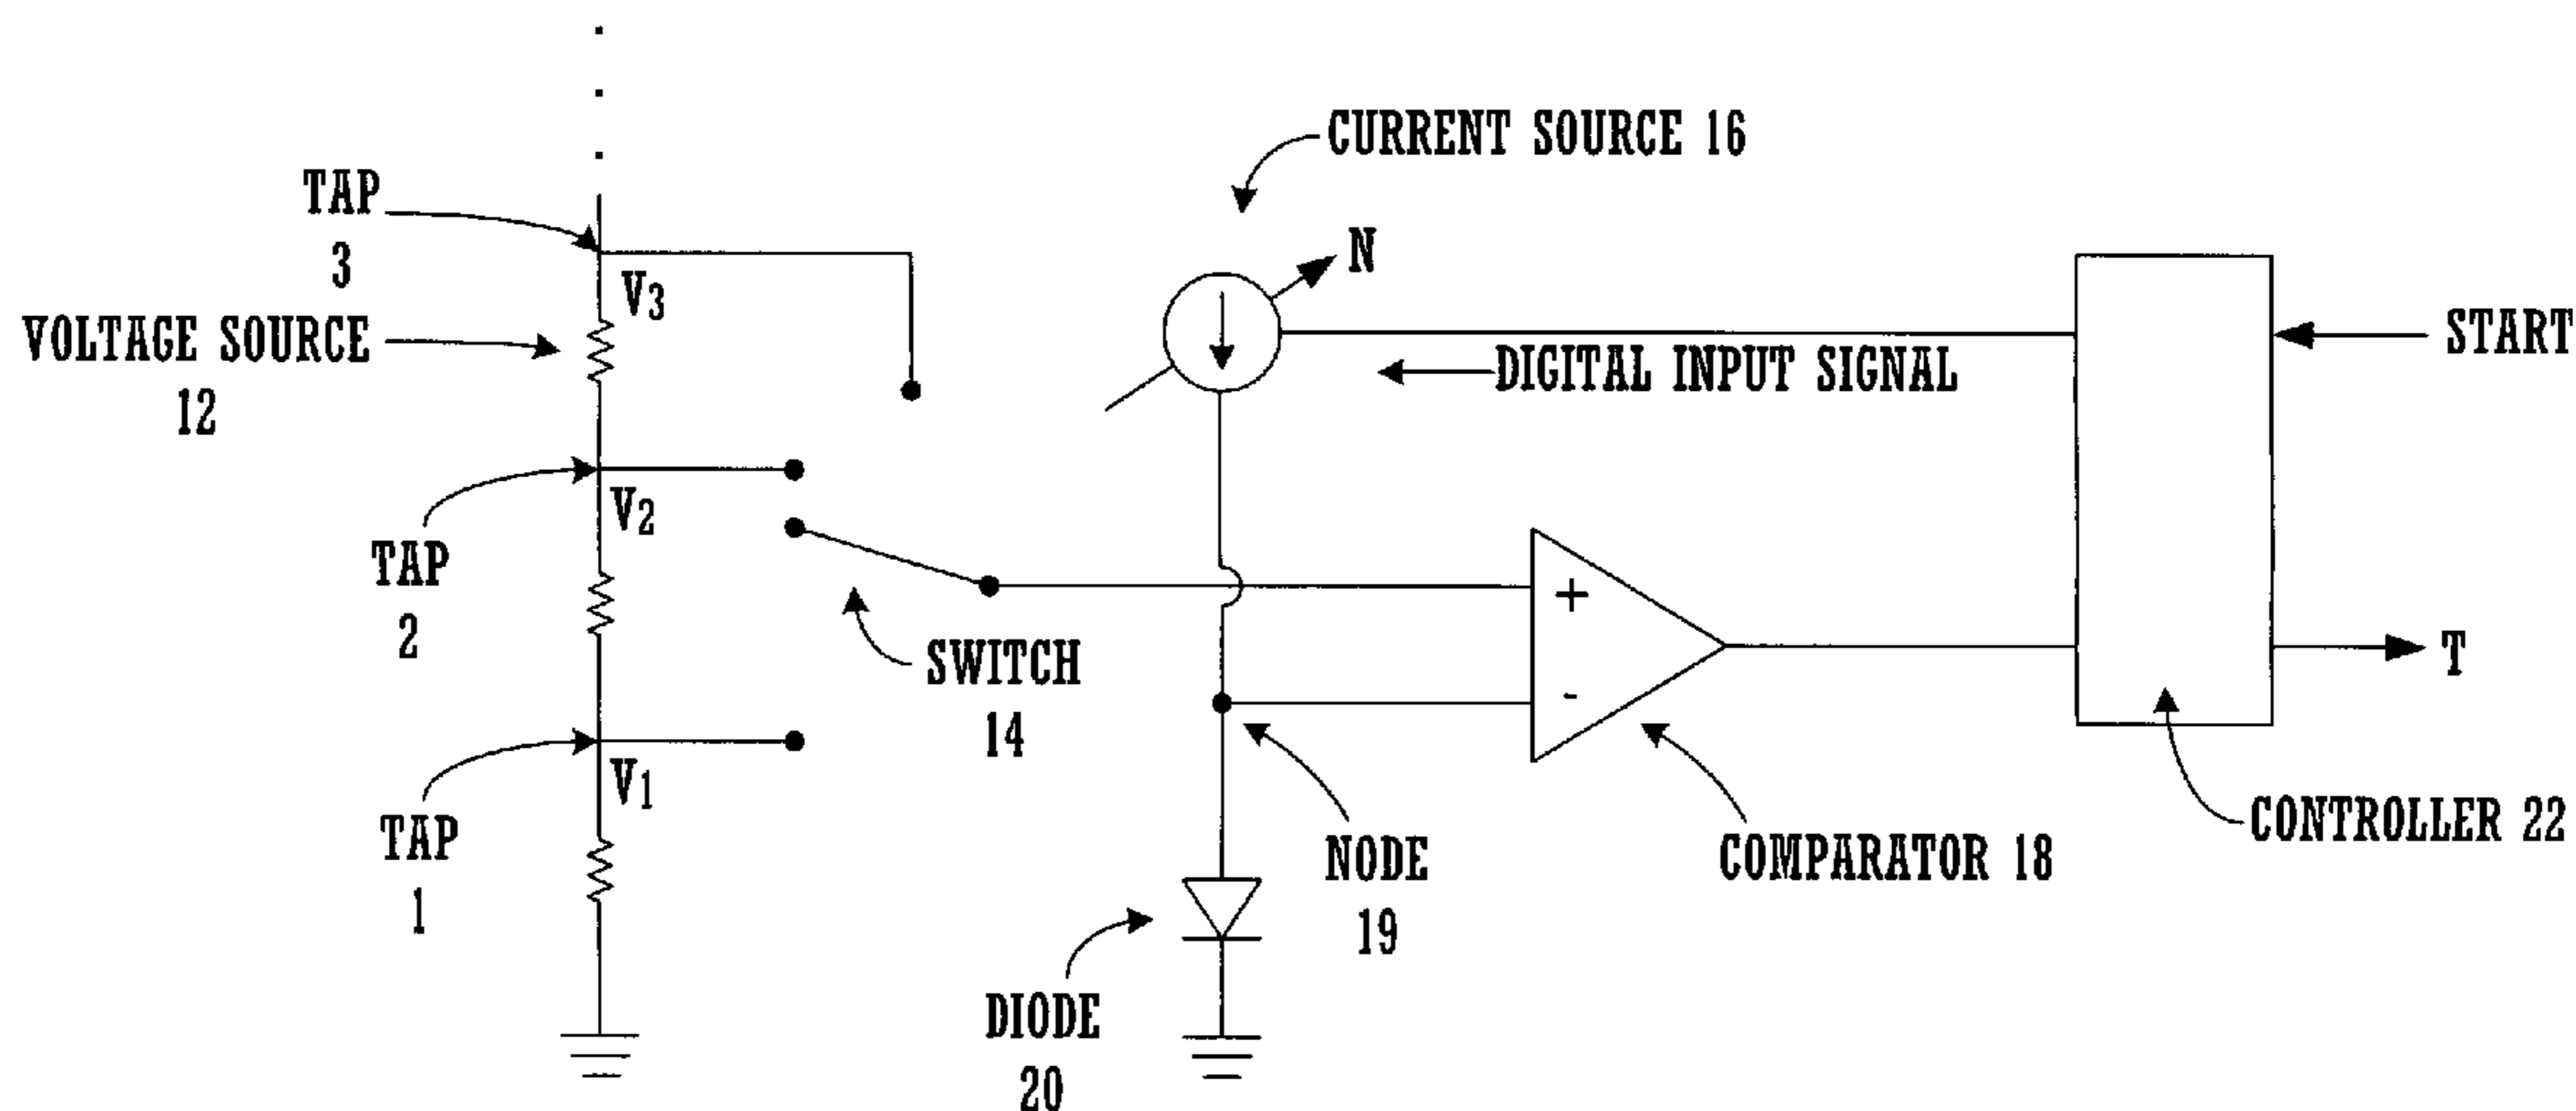 CURRENT SOURCE 16
TAP
3
N
V3
VOLTAGE SOURCE
12
START
DIGITAL INPUT SIGNAL
V2
TAP
2
+
SWITCH
14
T
-
V1
TAP
1
NODE
19
COMPARATOR 18
CONTROLLER 22
DIODE
20